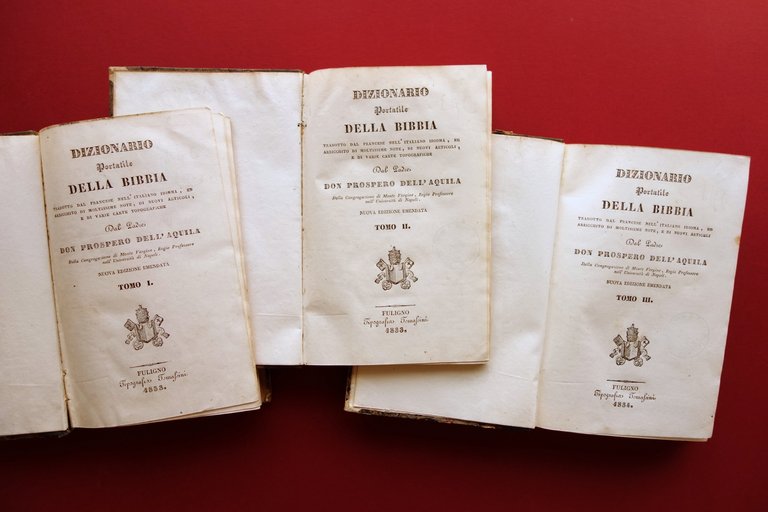 DIZIONARIO
Portatile
DELLA BIBBIA
TRADOTTO DAL FRANCESE NELL'ITALIANO IDIOMA, ED
ARRICCHITO DI MOLTISSIME NOTE, DI NUOVI ARTICOLI,
E DI VARIE CARTE TOPOGRAFICHE
Dal Padre
DON PROSPERO DELL'AQUILA
Della Congregazione di Monte Vergine, Regio Professore
nell'Università di Napoli.
NUOVA EDIZIONE EMENDATA
TOMO I.
FULIGNO
Tipografia Tomassini
1833.
DIZIONARIO
Portatile
DELLA BIBBIA
TRADOTTO DAL FRANCESE NELL'ITALIANO IDIOMA, ED
ARRICCHITO DI MOLTISSIME NOTE, DI NUOVI ARTICOLI,
E DI VARIE CARTE TOPOGRAFICHE
Dal Padre
DON PROSPERO DELL'AQUILA
Della Congregazione di Monte Vergine, Regio Professore
nell'Università di Napoli.
NUOVA EDIZIONE EMENDATA
TOMO II.
FULIGNO
Tipografia Tomassini
1833.
DIZIONARIO
Portatile
DELLA BIBBIA
TRADOTTO DAL FRANCESE NELL'ITALIANO IDIOMA, ED
ARRICCHITO DI MOLTISSIME NOTE, E DI NUOVI ARTICOLI
Dal Padre
DON PROSPERO DELL'AQUILA
Della Congregazione di Monte Vergine, Regio Professore
nell'Università di Napoli.
NUOVA EDIZIONE EMENDATA
TOMO III.
FULIGNO
Tipografia Tomassini
1834.